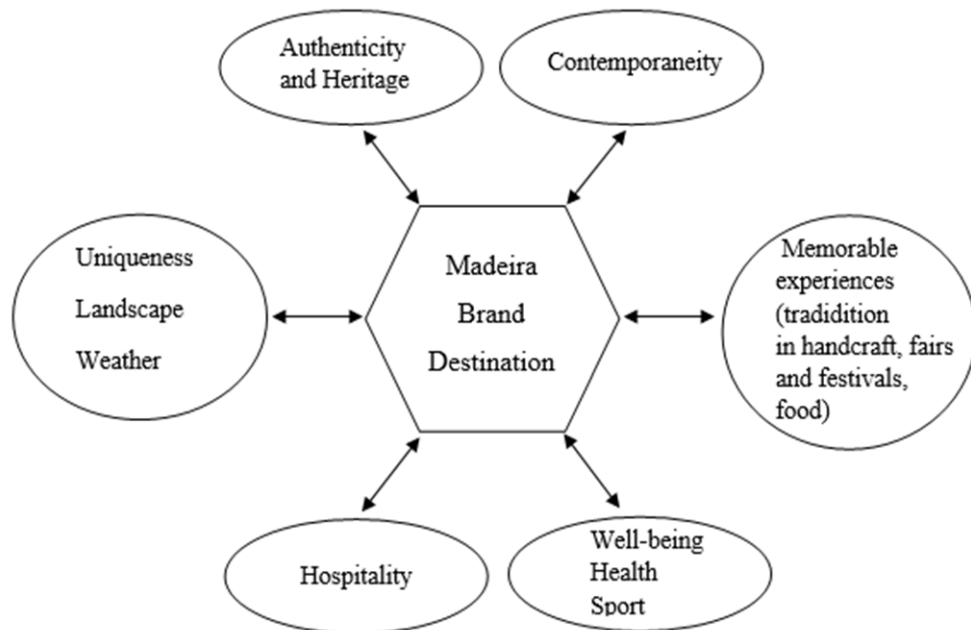 Authenticity
and Heritage
Contemporaneity
Uniqueness
Landscape
Weather
Madeira
Brand
Destination
Memorable
experiences
(tradidition
in handcraft, fairs
and festivals,
food)
Hospitality
Well-being
Health
Sport